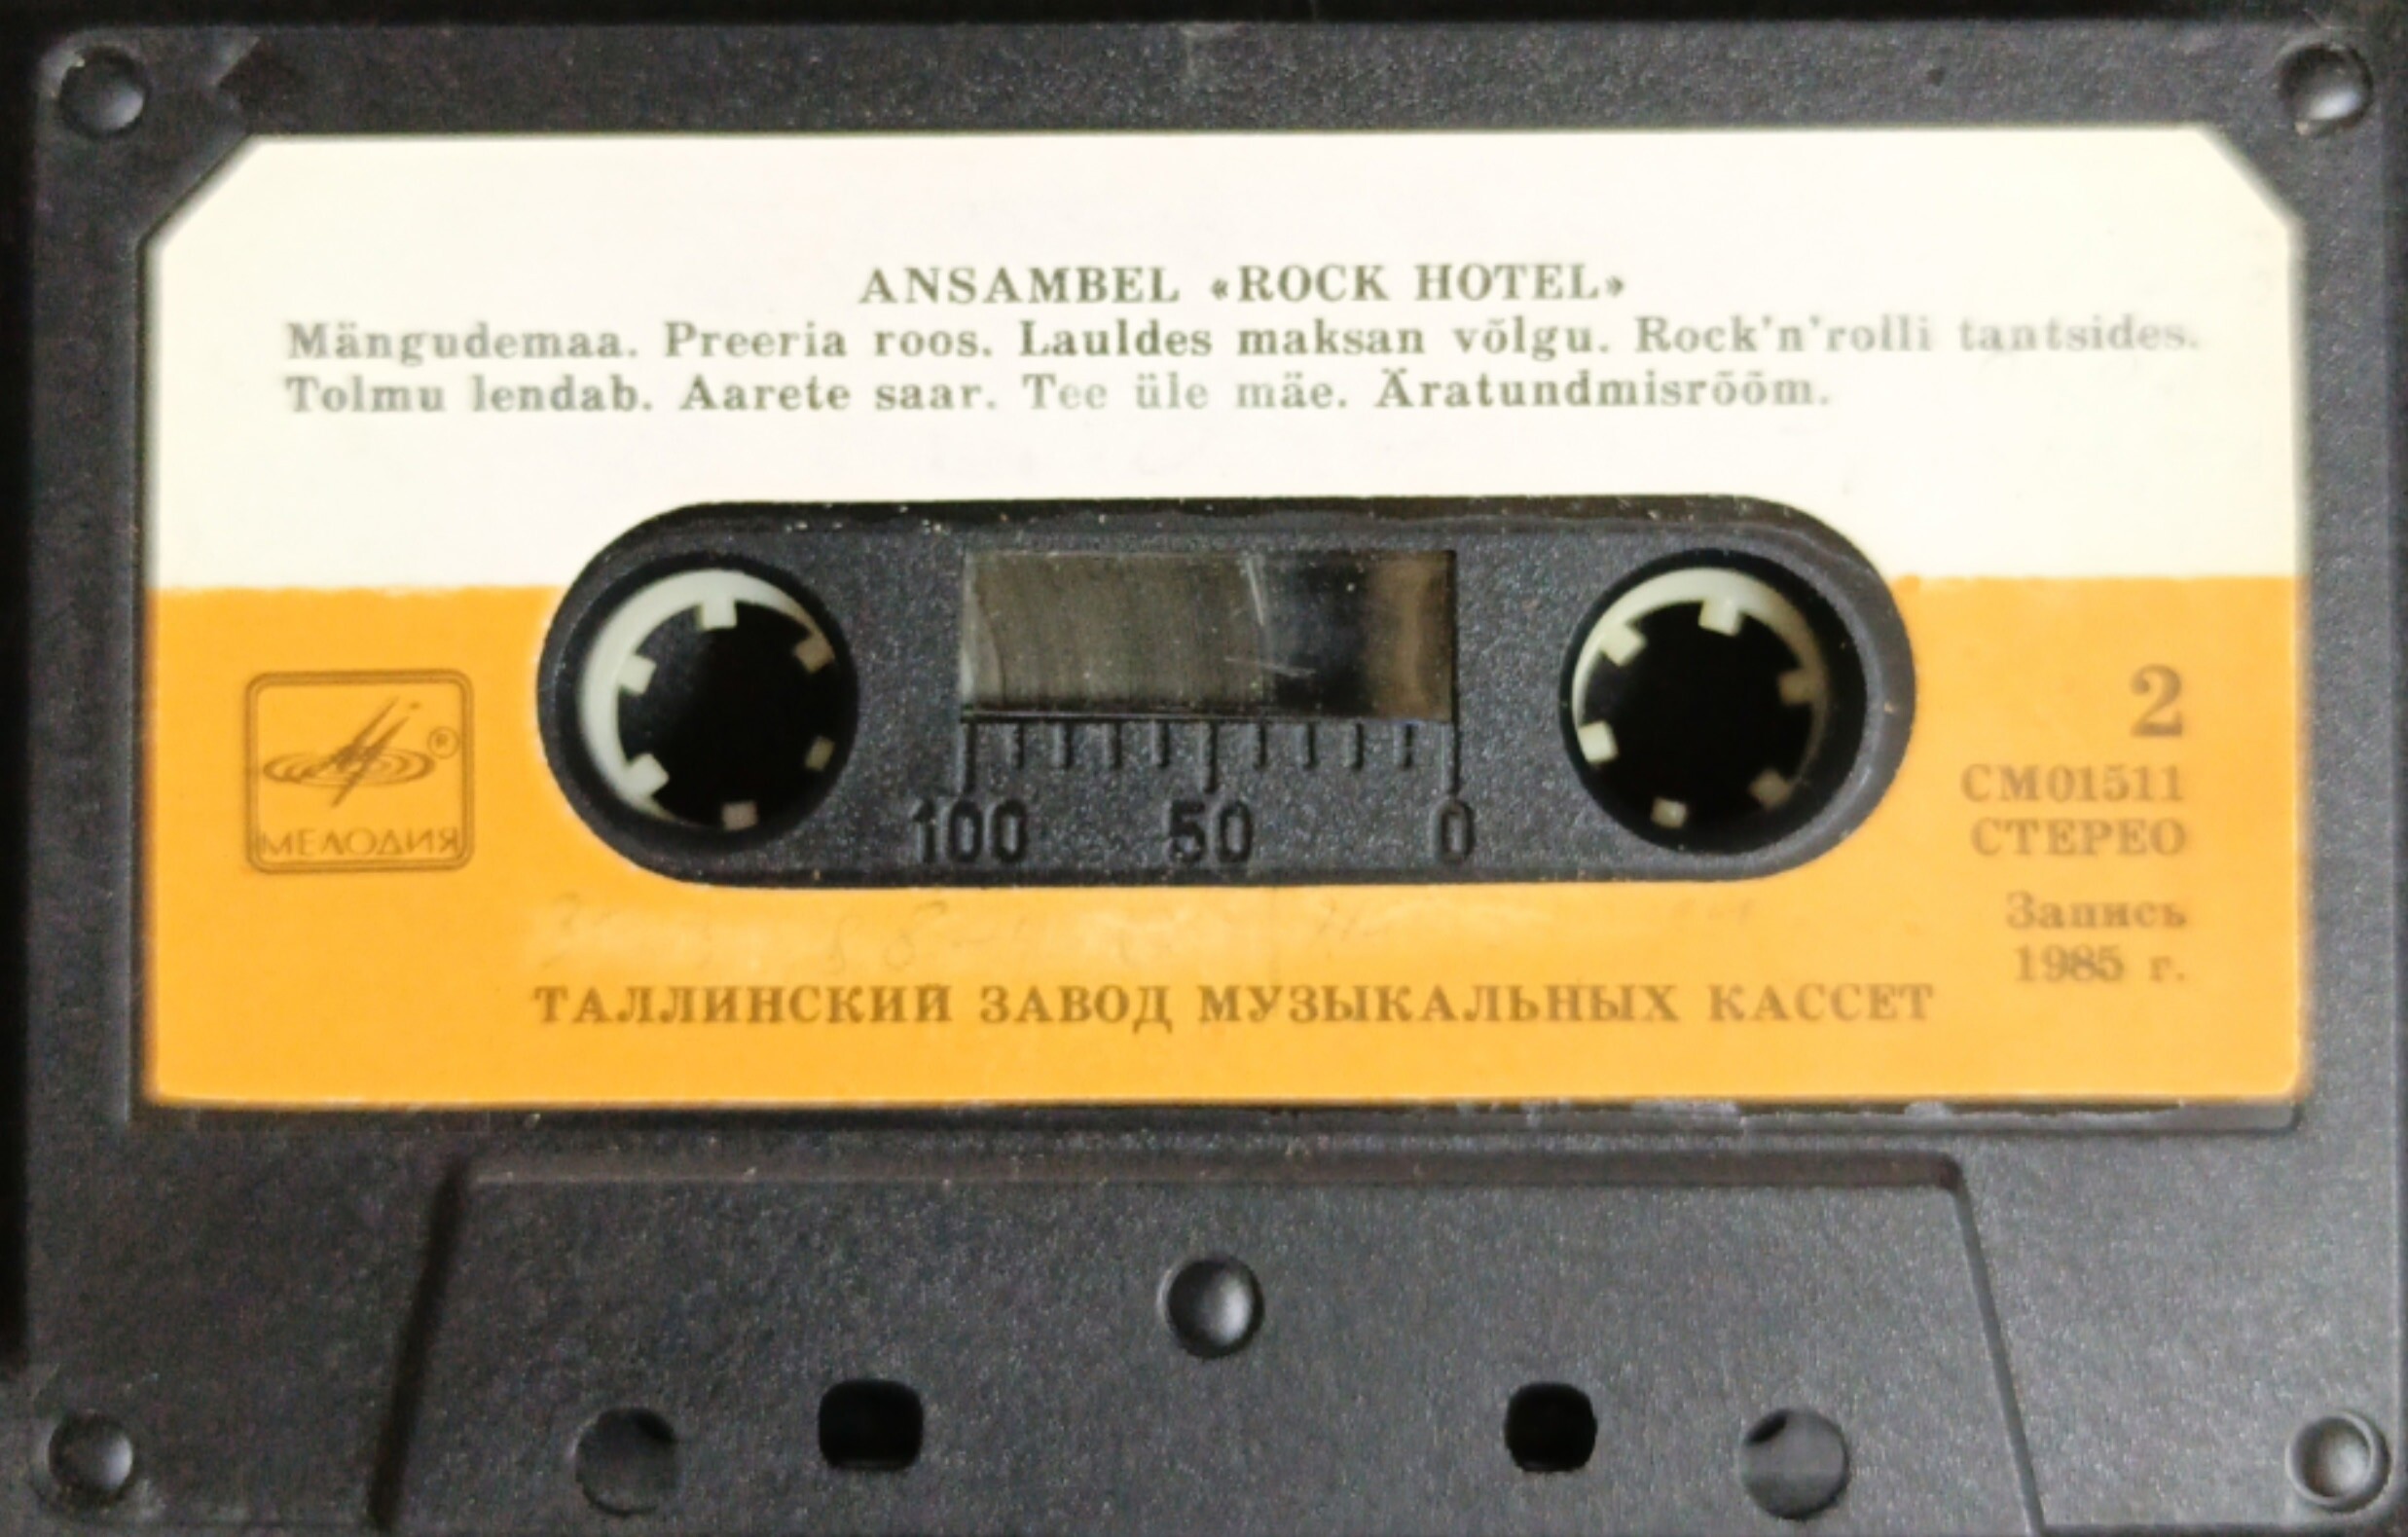 ANSAMBEL «ROCK HOTEL»
Mängudemaa. Preeria roos. Lauldes maksan võlgu. Rock'n'rolli tantsides.
Tolmu lendab. Aarete saar. Tee üle mäe. Äratundmisrõõm.
МЕЛОДИЯ ®
100 50 0
2
СМ01511
СТЕРЕО
Запись
1985 г.
ТАЛЛИНСКИЙ ЗАВОД МУЗЫКАЛЬНЫХ КАССЕТ